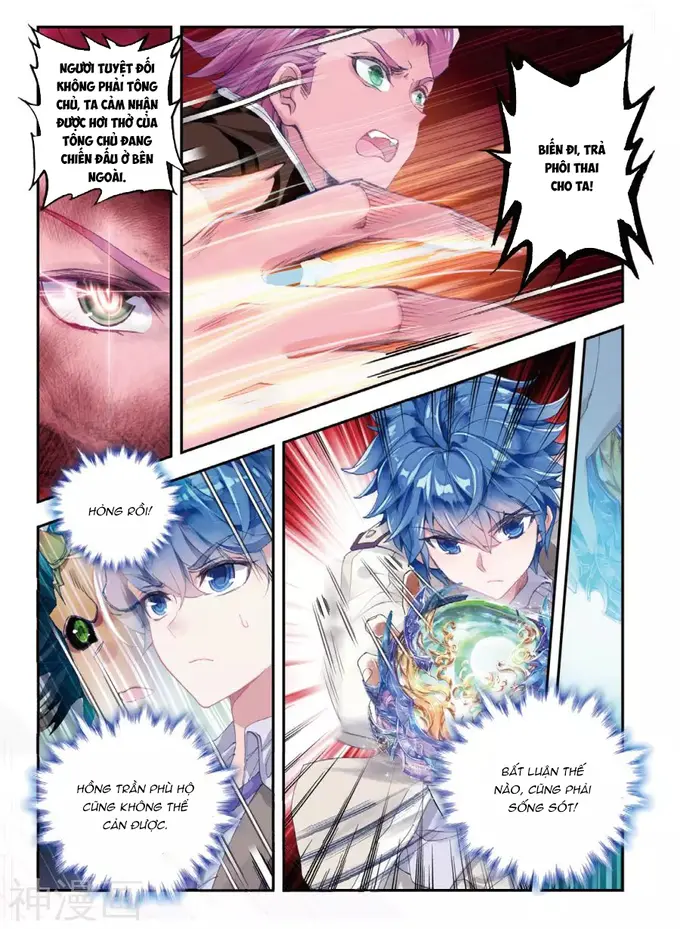 NGƯƠI TUYỆT ĐỐI
KHÔNG PHẢI TÔNG
CHỦ, TA CẢM NHẬN
ĐƯỢC HƠI THỞ CỦA
TÔNG CHỦ ĐANG
CHIẾN ĐẤU Ở BÊN
NGOÀI.
BIẾN ĐI, TRẢ
PHÔI THAI
CHO TA!
HỎNG RỒI!
HỒNG TRẦN PHÙ HỘ
CŨNG KHÔNG THỂ
CẢN ĐƯỢC.
BẤT LUẬN THẾ
NÀO, CŨNG PHẢI
SỐNG SÓT!
神漫画